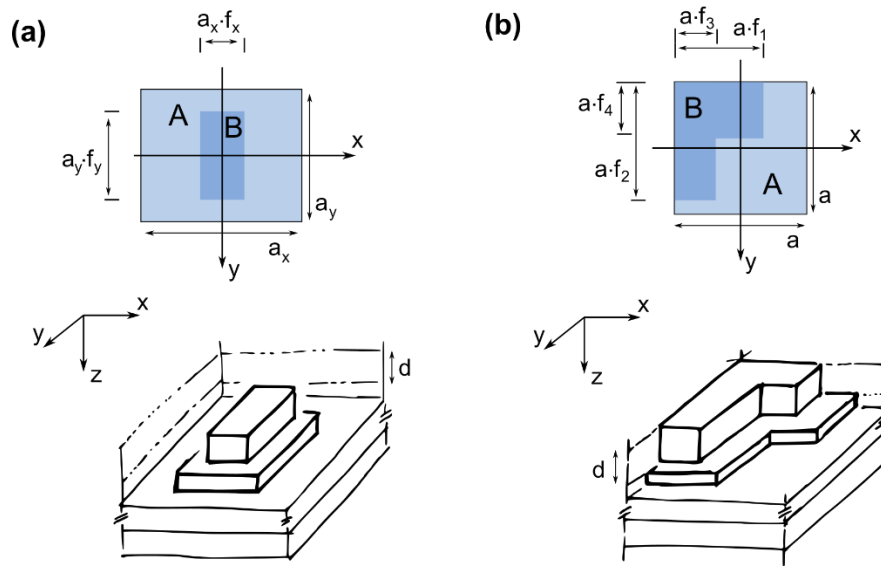 (a)
aₓ·fₓ
A
B
x
a_y·f_y
a_y
aₓ
y
x
y
z
d
(b)
a·f₃
a·f₁
a·f₄
B
x
a·f₂
A
a
a
y
x
y
z
d